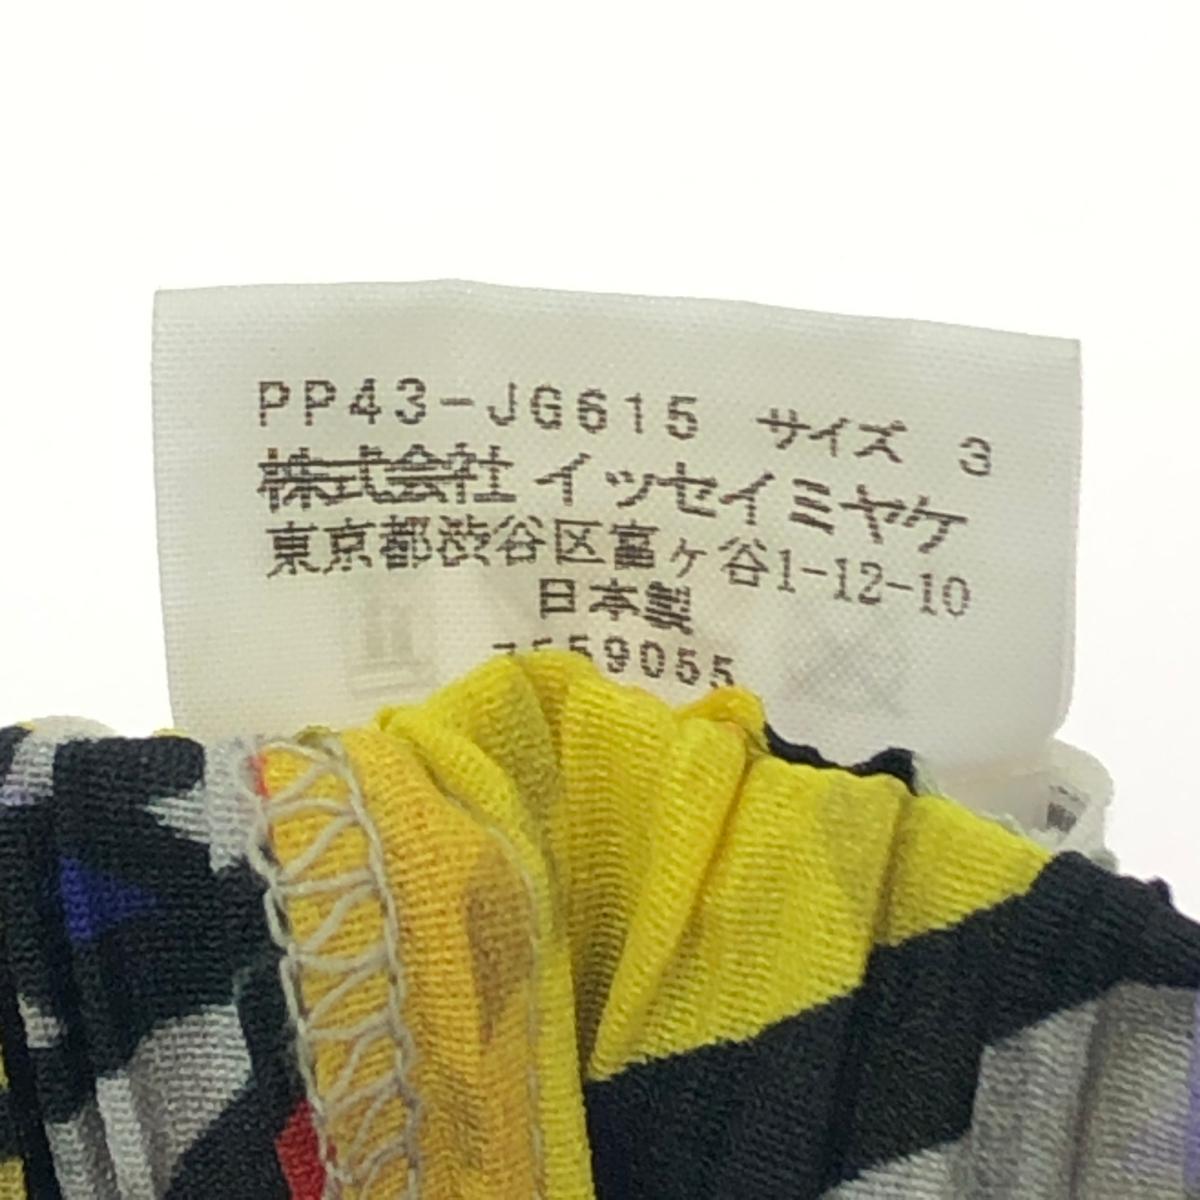 PP43-JG615 サイズ 3
株式会社イッセイミヤケ
東京都渋谷区富ヶ谷1-12-10
日本製
59055